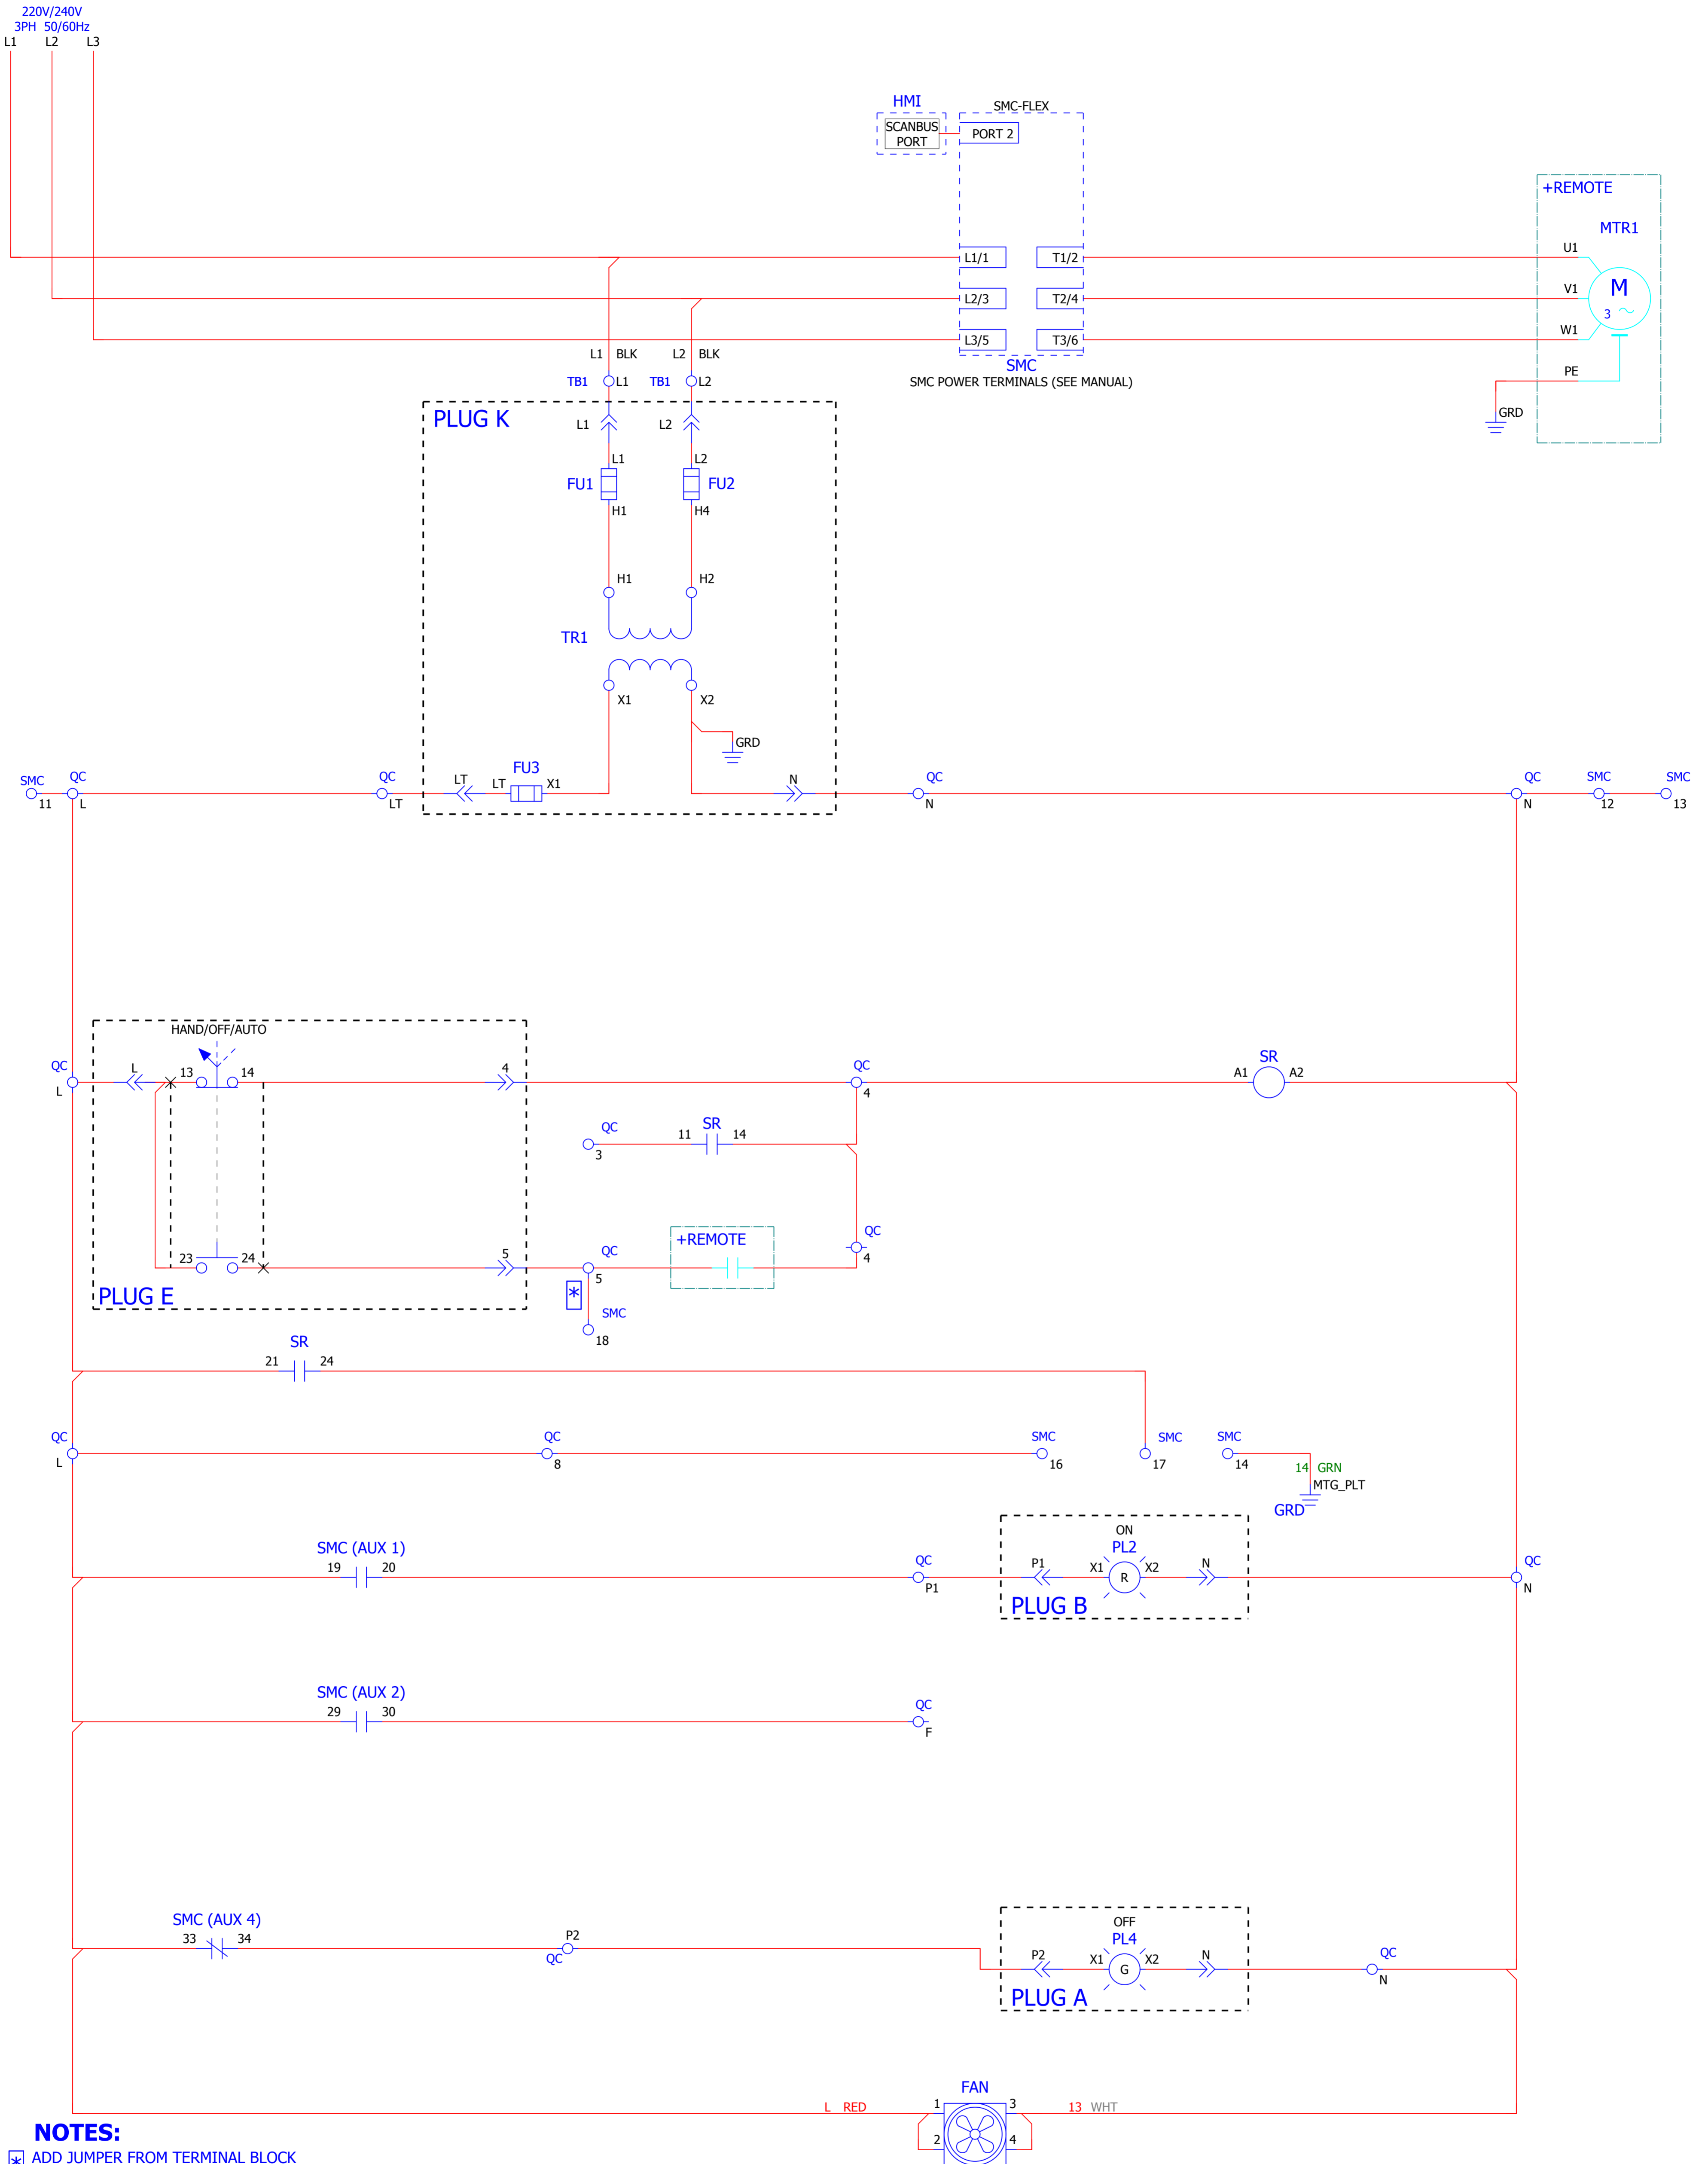 220V/240V
3PH 50/60Hz
L1 L2 L3
HMI
SMC-FLEX
SCANBUS
PORT
PORT 2
+REMOTE
MTR1
L1/1 T1/2 U1
L2/3 T2/4 V1
M
3
L3/5 T3/6 W1
SMC
SMC POWER TERMINALS (SEE MANUAL)
PE
GRD
L1 BLK L2 BLK
TB1 L1 TB1 L2
PLUG K
L1 L2
L1 L2
FU1 FU2
H1 H4
H1 H2
TR1
X1 X2
GRD
SMC QC QC LT LT FU3 X1 N QC QC SMC SMC
11 L LT N N 12 13
HAND/OFF/AUTO
QC L 13 14 4 QC SR
A1 A2
L 4
QC SR
11 14
3
QC
+REMOTE
23 24 5 QC 4
5
PLUG E
*
SMC
18
SR
21 24
QC QC SMC SMC SMC
L 8 16 17 14
14 GRN
MTG_PLT
GRD
ON
SMC (AUX 1) PL2
19 20 QC P1 X1 R X2 N QC
P1 N
PLUG B
SMC (AUX 2)
29 30 QC
F
OFF
SMC (AUX 4) PL4
33 34 P2 P2 X1 G X2 N QC
QC N
PLUG A
FAN
L RED 1 3 13 WHT
2 4
NOTES:
* ADD JUMPER FROM TERMINAL BLOCK